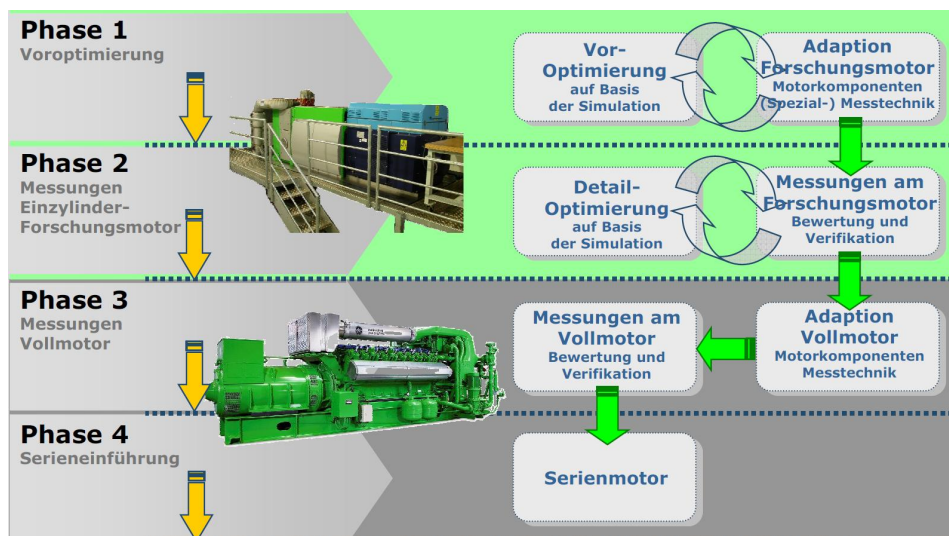 Phase 1
Voroptimierung
Vor-
Optimierung
auf Basis
der Simulation
Adaption
Forschungsmotor
Motorkomponenten
(Spezial-) Messtechnik
Phase 2
Messungen
Einzylinder-
Forschungsmotor
Detail-
Optimierung
auf Basis
der Simulation
Messungen am
Forschungsmotor
Bewertung und
Verifikation
Phase 3
Messungen
Vollmotor
Messungen am
Vollmotor
Bewertung und
Verifikation
Adaption
Vollmotor
Motorkomponenten
Messtechnik
Phase 4
Serieneinführung
Serienmotor